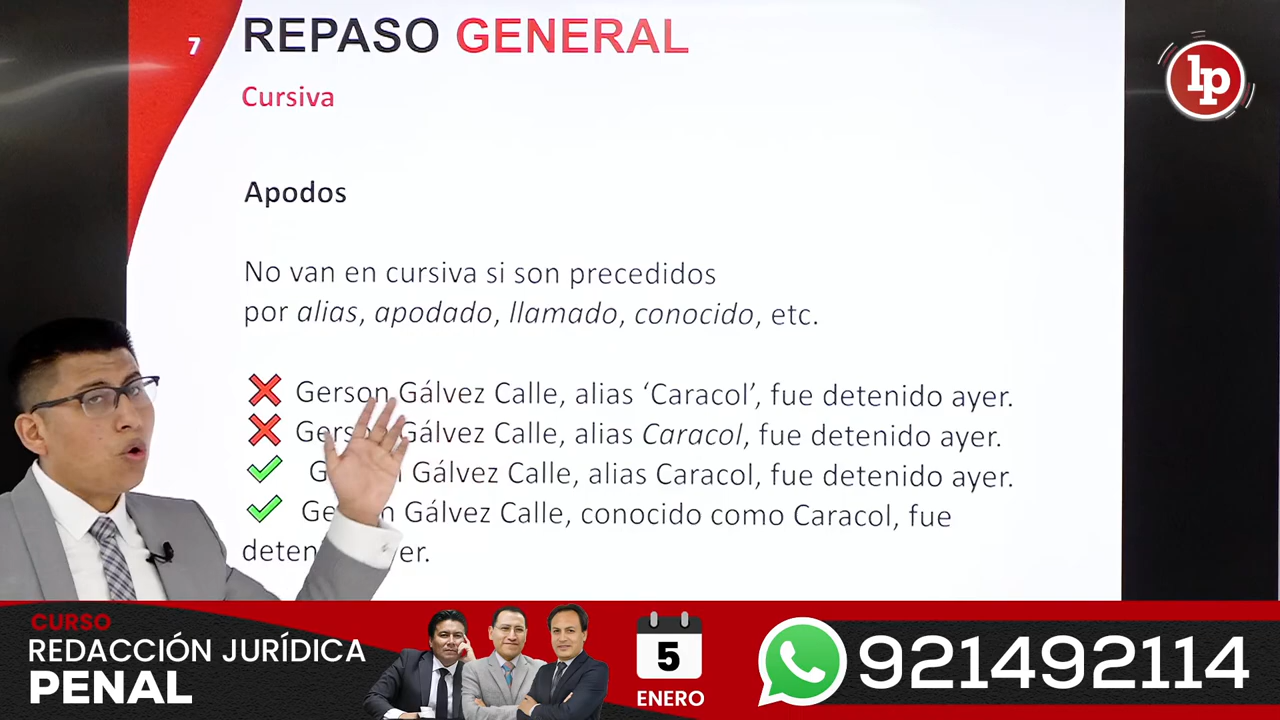 7
REPASO GENERAL
lp
Cursiva
Apodos
No van en cursiva si son precedidos
por alias, apodado, llamado, conocido, etc.
Gerson Gálvez Calle, alias ‘Caracol’, fue detenido ayer.
Gerson Gálvez Calle, alias Caracol, fue detenido ayer.
Gálvez Calle, alias Caracol, fue detenido ayer.
Gálvez Calle, conocido como Caracol, fue
CURSO
REDACCIÓN JURÍDICA
PENAL
5
ENERO
921492114